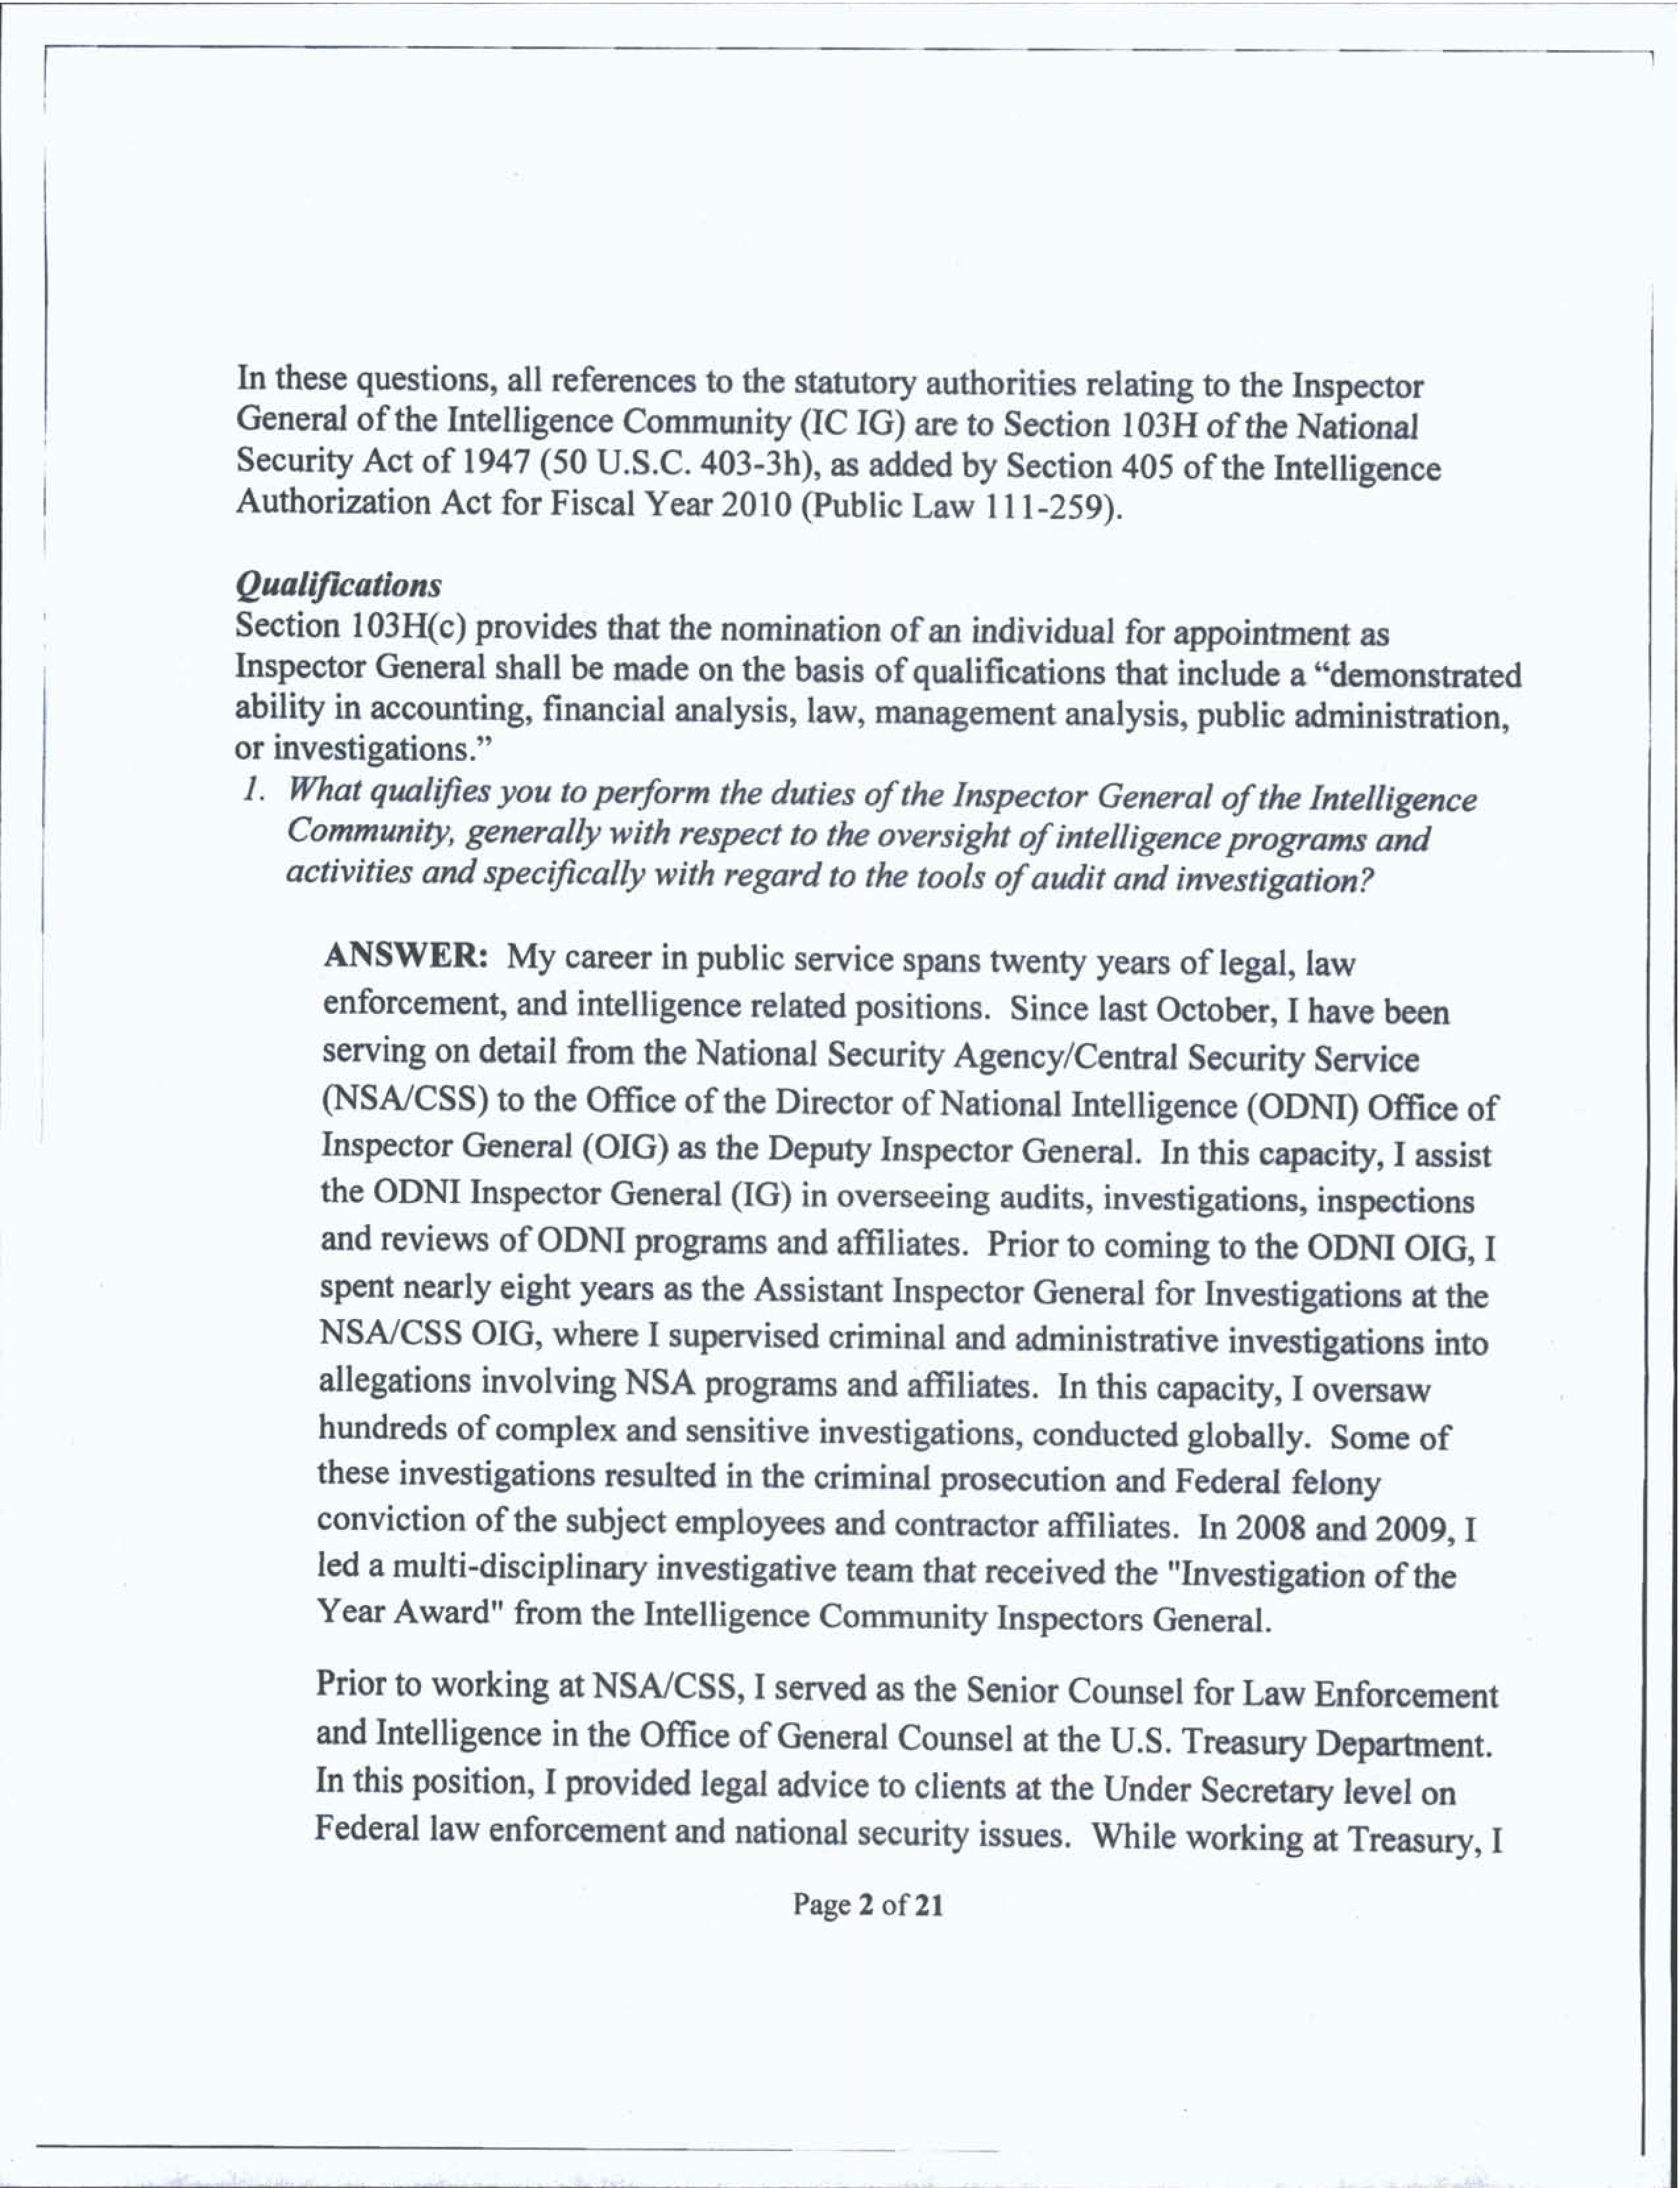 In these questions, all references to the statutory authorities relating to the Inspector
General of the Intelligence Community (IC IG) are to Section 103H of the National
Security Act of 1947 (50 U.S.C. 403-3h), as added by Section 405 of the Intelligence
Authorization Act for Fiscal Year 2010 (Public Law 111-259).
Qualifications
Section 103H(c) provides that the nomination of an individual for appointment as
Inspector General shall be made on the basis of qualifications that include a “demonstrated
ability in accounting, financial analysis, law, management analysis, public administration,
or investigations.”
1. What qualifies you to perform the duties of the Inspector General of the Intelligence
Community, generally with respect to the oversight of intelligence programs and
activities and specifically with regard to the tools of audit and investigation?
ANSWER: My career in public service spans twenty years of legal, law
enforcement, and intelligence related positions. Since last October, I have been
serving on detail from the National Security Agency/Central Security Service
(NSA/CSS) to the Office of the Director of National Intelligence (ODNI) Office of
Inspector General (OIG) as the Deputy Inspector General. In this capacity, I assist
the ODNI Inspector General (IG) in overseeing audits, investigations, inspections
and reviews of ODNI programs and affiliates. Prior to coming to the ODNI OIG, I
spent nearly eight years as the Assistant Inspector General for Investigations at the
NSA/CSS OIG, where I supervised criminal and administrative investigations into
allegations involving NSA programs and affiliates. In this capacity, I oversaw
hundreds of complex and sensitive investigations, conducted globally. Some of
these investigations resulted in the criminal prosecution and Federal felony
conviction of the subject employees and contractor affiliates. In 2008 and 2009, I
led a multi-disciplinary investigative team that received the "Investigation of the
Year Award" from the Intelligence Community Inspectors General.
Prior to working at NSA/CSS, I served as the Senior Counsel for Law Enforcement
and Intelligence in the Office of General Counsel at the U.S. Treasury Department.
In this position, I provided legal advice to clients at the Under Secretary level on
Federal law enforcement and national security issues. While working at Treasury, I
Page 2 of 21